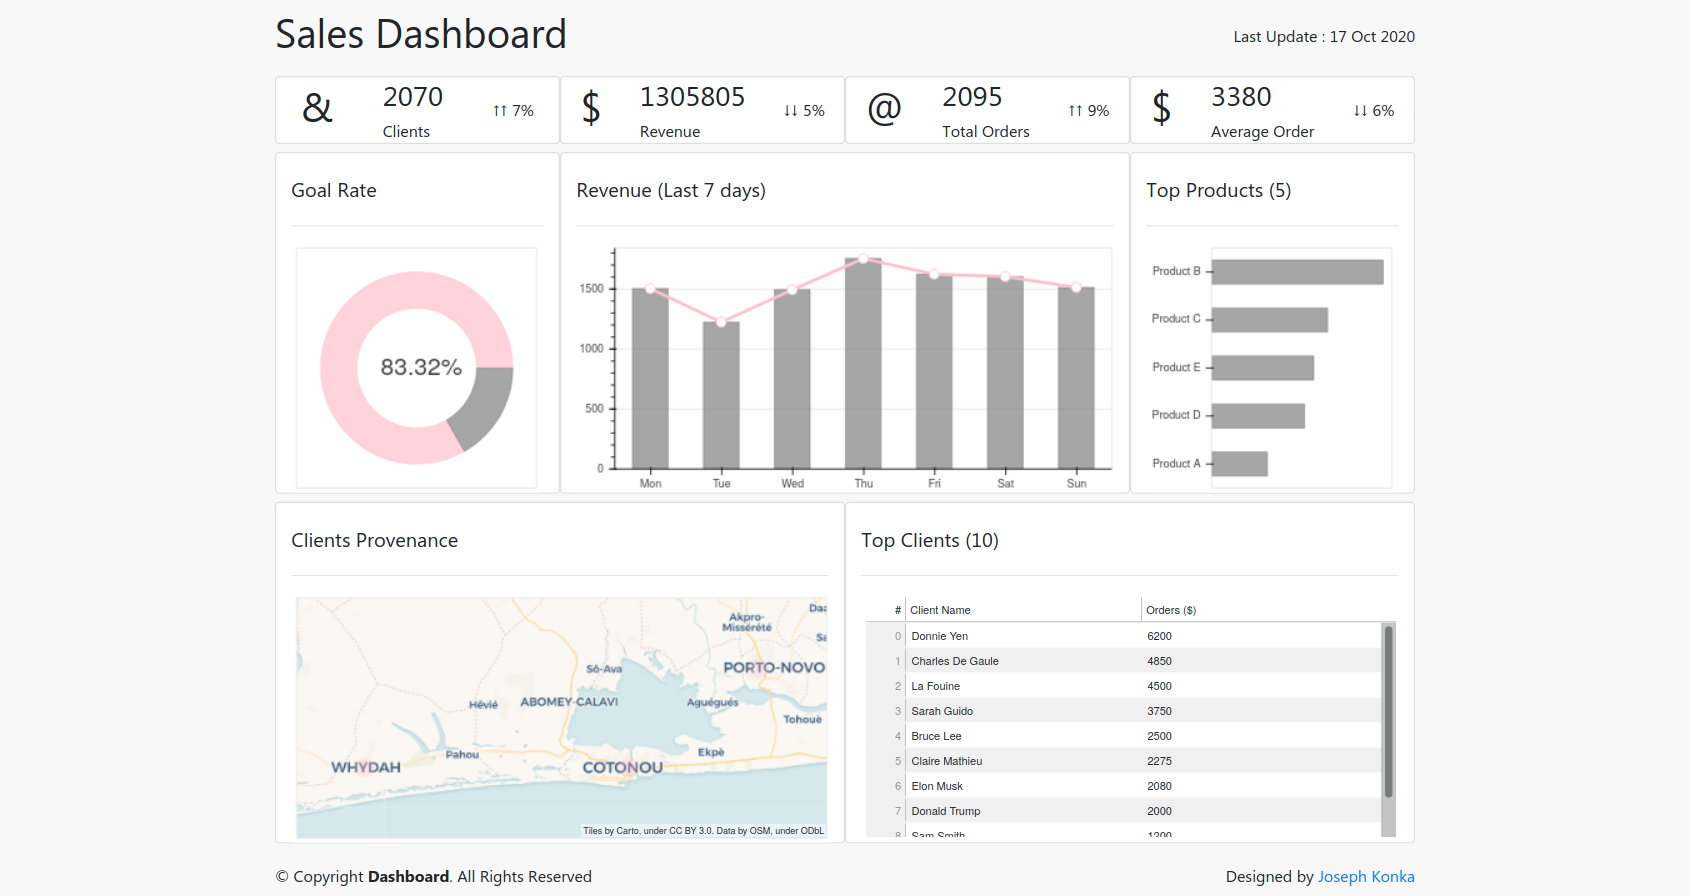 Sales Dashboard
Last Update : 17 Oct 2020
& 2070 ↑↑ 7%
Clients
$ 1305805 ↓↓ 5%
Revenue
@ 2095 ↑↑ 9%
Total Orders
$ 3380 ↓↓ 6%
Average Order
Goal Rate
83.32%
Revenue (Last 7 days)
1500
1000
500
0
Mon Tue Wed Thu Fri Sat Sun
Top Products (5)
Product B
Product C
Product E
Product D
Product A
Clients Provenance
Akpro-
Missérété
Sô-Ava
PORTO-NOVO
Hêvié
ABOMEY-CALAVI
Aguégués
Tohouè
Pahou
Ekpè
WHYDAH
COTONOU
Tiles by Carto, under CC BY 3.0. Data by OSM, under ODbL
Top Clients (10)
# Client Name Orders ($)
0 Donnie Yen 6200
1 Charles De Gaule 4850
2 La Fouine 4500
3 Sarah Guido 3750
4 Bruce Lee 2500
5 Claire Mathieu 2275
6 Elon Musk 2080
7 Donald Trump 2000
8 Sam Smith 1200
© Copyright Dashboard. All Rights Reserved
Designed by Joseph Konka